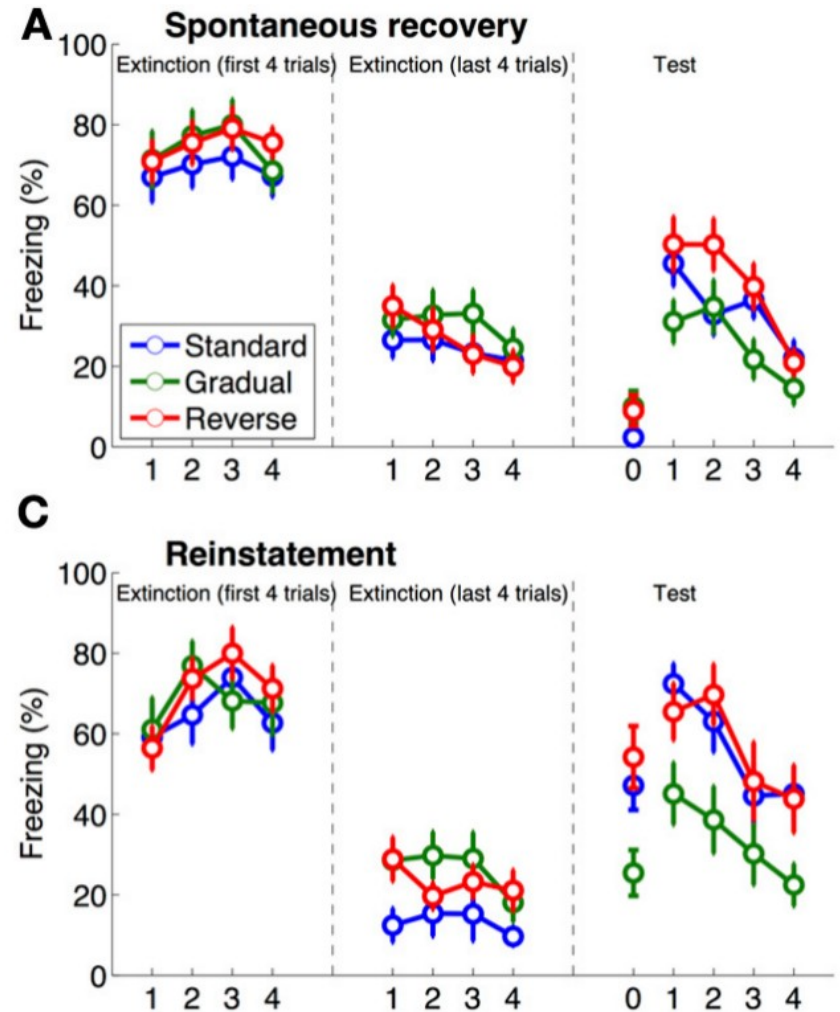 A
Spontaneous recovery
Extinction (first 4 trials) Extinction (last 4 trials) Test
100
80
60
40
20
0
Freezing (%)
Standard
Gradual
Reverse
1 2 3 4 1 2 3 4 0 1 2 3 4
C
Reinstatement
Extinction (first 4 trials) Extinction (last 4 trials) Test
100
80
60
40
20
0
Freezing (%)
1 2 3 4 1 2 3 4 0 1 2 3 4